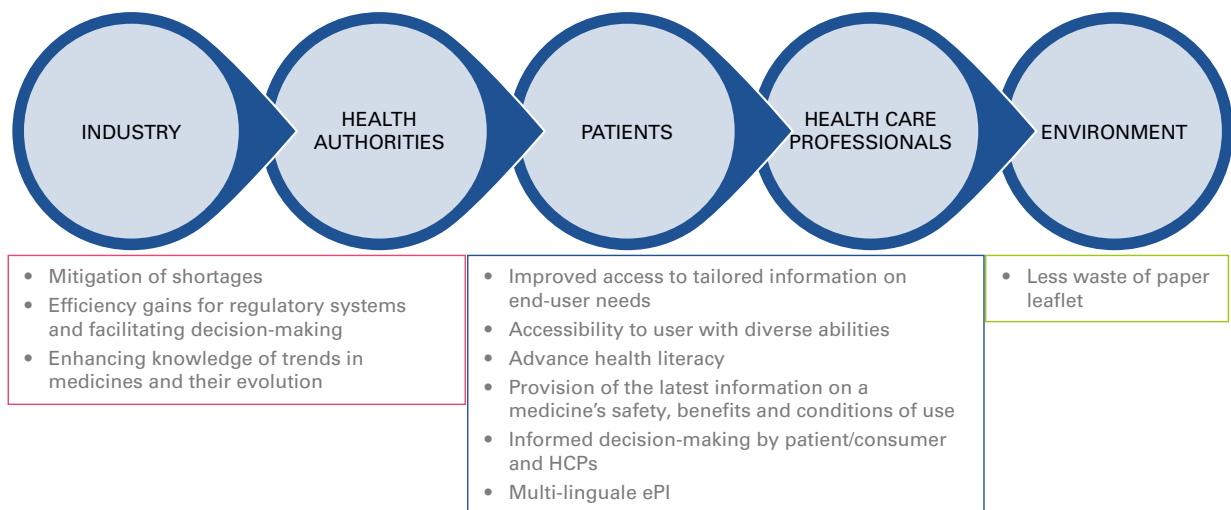 INDUSTRY
HEALTH
AUTHORITIES
PATIENTS
HEALTH CARE
PROFESSIONALS
ENVIRONMENT
• Mitigation of shortages
• Efficiency gains for regulatory systems
and facilitating decision-making
• Enhancing knowledge of trends in
medicines and their evolution
• Improved access to tailored information on
end-user needs
• Accessibility to user with diverse abilities
• Advance health literacy
• Provision of the latest information on a
medicine’s safety, benefits and conditions of use
• Informed decision-making by patient/consumer
and HCPs
• Multi-linguale ePI
• Less waste of paper
leaflet